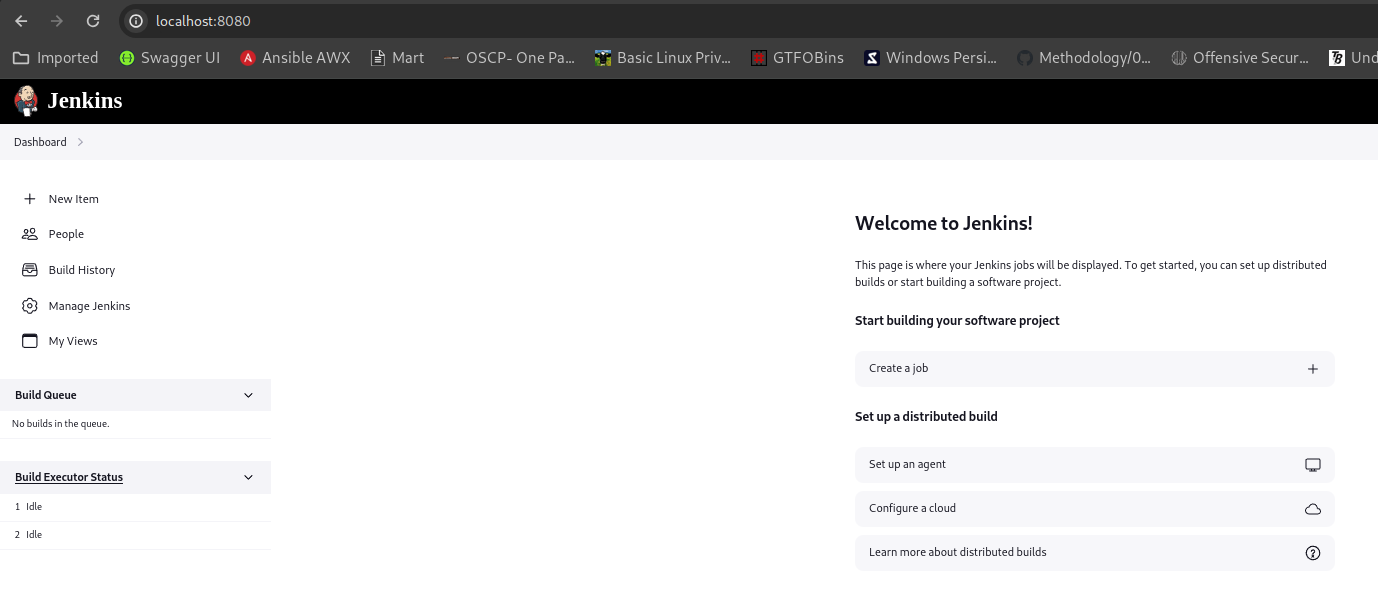 localhost:8080
Imported Swagger UI Ansible AWX Mart OSCP- One Pa... Basic Linux Priv... GTFOBins Windows Persi... Methodology/0... Offensive Secur... Und
Jenkins
Dashboard
New Item
People
Build History
Manage Jenkins
My Views
Build Queue
No builds in the queue.
Build Executor Status
1 Idle
2 Idle
Welcome to Jenkins!
This page is where your Jenkins jobs will be displayed. To get started, you can set up distributed
builds or start building a software project.
Start building your software project
Create a job
Set up a distributed build
Set up an agent
Configure a cloud
Learn more about distributed builds